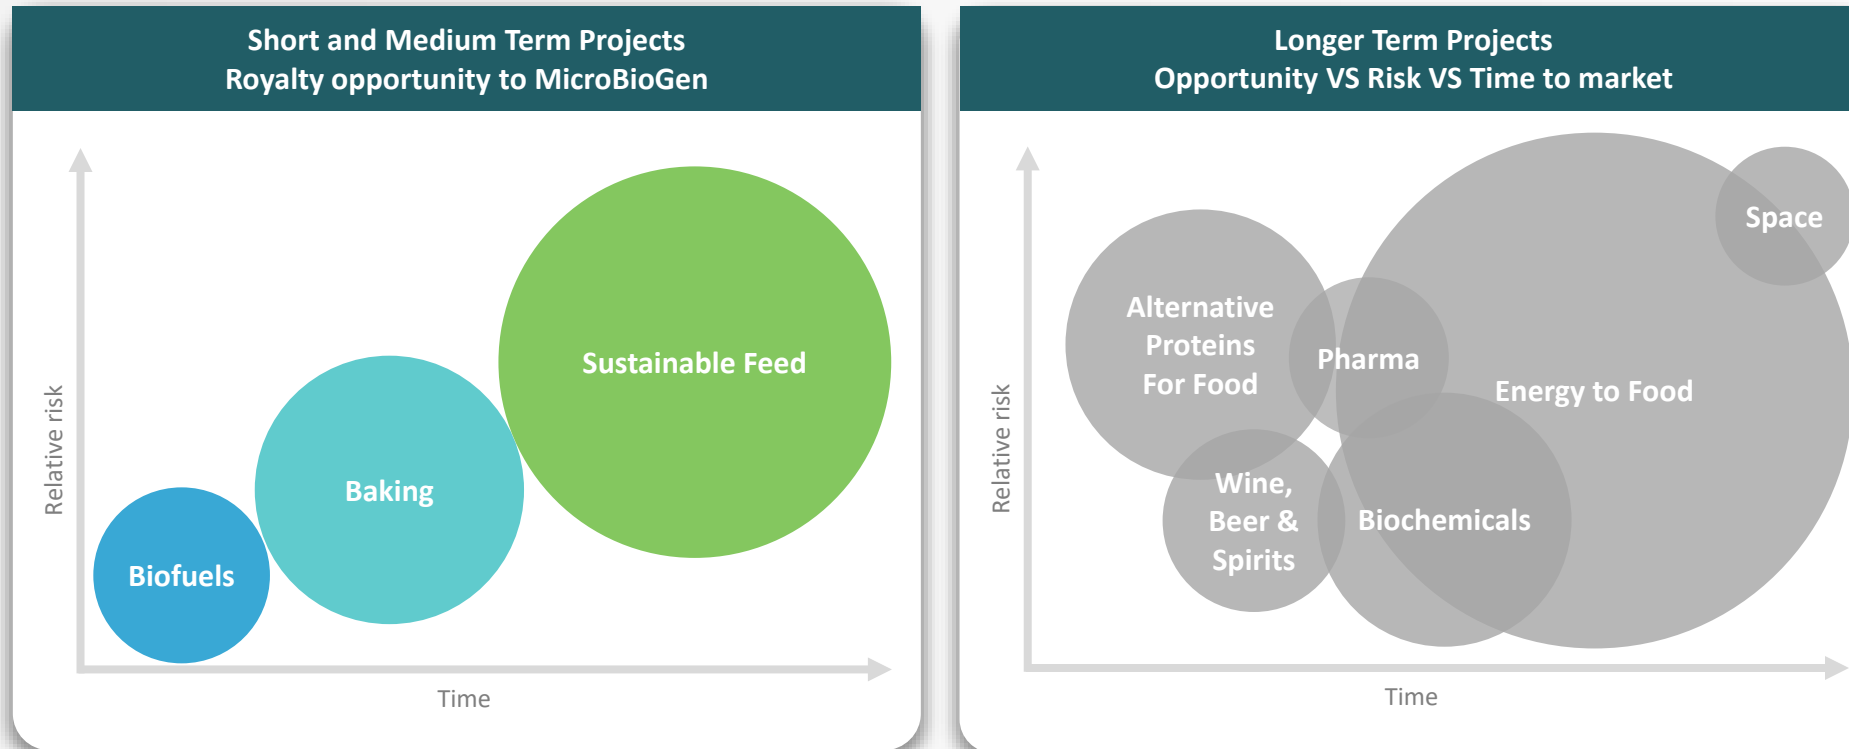 Short and Medium Term Projects
Royalty opportunity to MicroBioGen
Relative risk
Biofuels
Baking
Sustainable Feed
Time
Longer Term Projects
Opportunity VS Risk VS Time to market
Relative risk
Alternative
Proteins
For Food
Pharma
Energy to Food
Space
Wine,
Beer &
Spirits
Biochemicals
Time